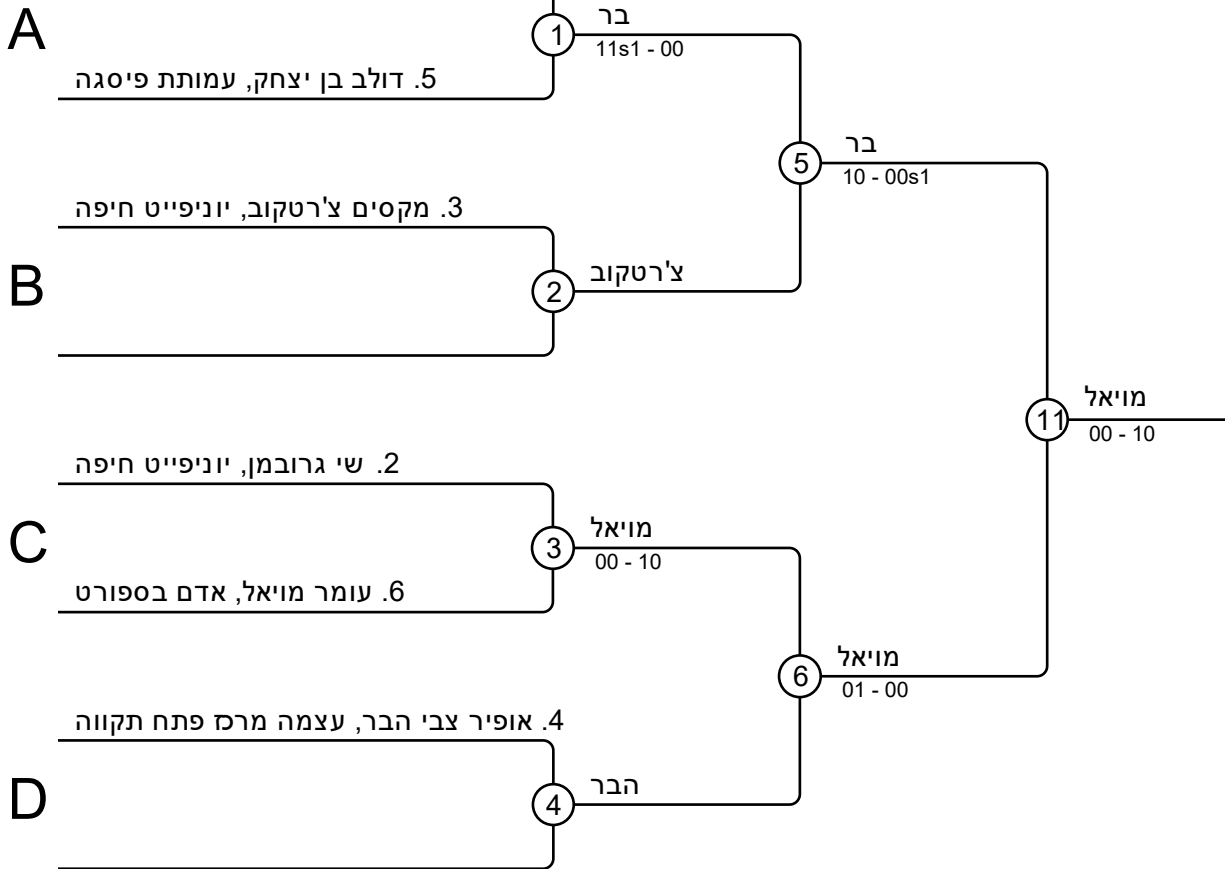 A
1
בר
11s1 - 00
5. דולב בן יצחק, עמותת פיסגה
5
בר
10 - 00s1
3. מקסים צ'רטקוב, יוניפייט חיפה
B
2
צ'רטקוב
11
מויאל
00 - 10
2. שי גרובמן, יוניפייט חיפה
C
3
מויאל
00 - 10
6. עומר מויאל, אדם בספורט
6
מויאל
01 - 00
4. אופיר צבי הבר, עצמה מרכז פתח תקווה
D
4
הבר